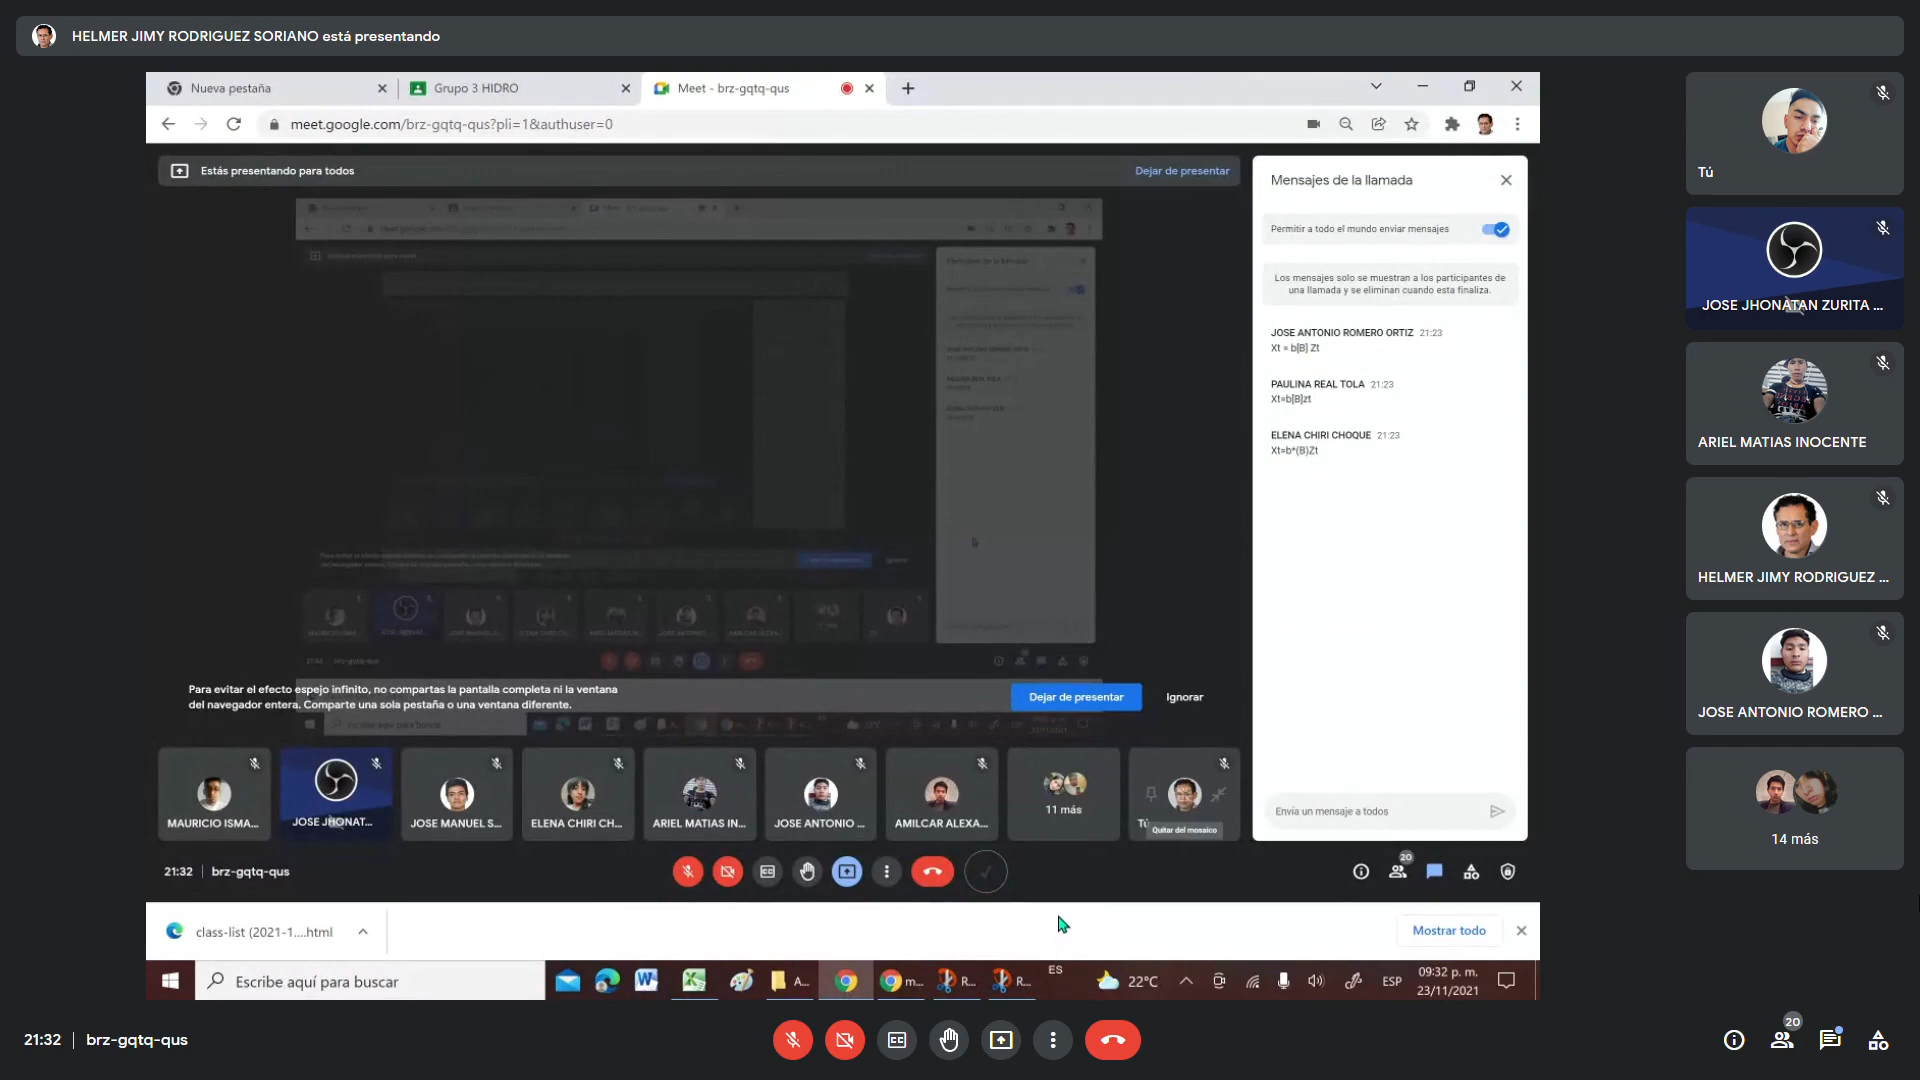 HELMER JIMY RODRIGUEZ SORIANO está presentando
Nueva pestaña
Grupo 3 HIDRO
Meet - brz-gqtq-qus
meet.google.com/brz-gqtq-qus?pli=1&authuser=0
Estás presentando para todos
Dejar de presentar
Mensajes de la llamada
Permitir a todo el mundo enviar mensajes
Los mensajes solo se muestran a los participantes de
una llamada y se eliminan cuando esta finaliza.
JOSE ANTONIO ROMERO ORTIZ 21:23
Xt = b[B] Zt
PAULINA REAL TOLA 21:23
Xt=b[B]zt
ELENA CHIRI CHOQUE 21:23
Xt=b*(B)Zt
Para evitar el efecto espejo infinito, no compartas la pantalla completa ni la ventana
del navegador entera. Comparte una sola pestaña o una ventana diferente.
Dejar de presentar
Ignorar
MAURICIO ISMA...
JOSE JHONAT...
JOSE MANUEL S...
ELENA CHIRI CH...
ARIEL MATIAS IN...
JOSE ANTONIO ...
AMILCAR ALEXA...
11 más
Quitar del mosaico
Envía un mensaje a todos
21:32 | brz-gqtq-qus
20
class-list (2021-1....html
Mostrar todo
Escribe aquí para buscar
A...
m...
R...
R...
ES
22°C
ESP
09:32 p. m.
23/11/2021
Tú
JOSE JHONATAN ZURITA ...
ARIEL MATIAS INOCENTE
HELMER JIMY RODRIGUEZ ...
JOSE ANTONIO ROMERO ...
14 más
21:32 | brz-gqtq-qus
20